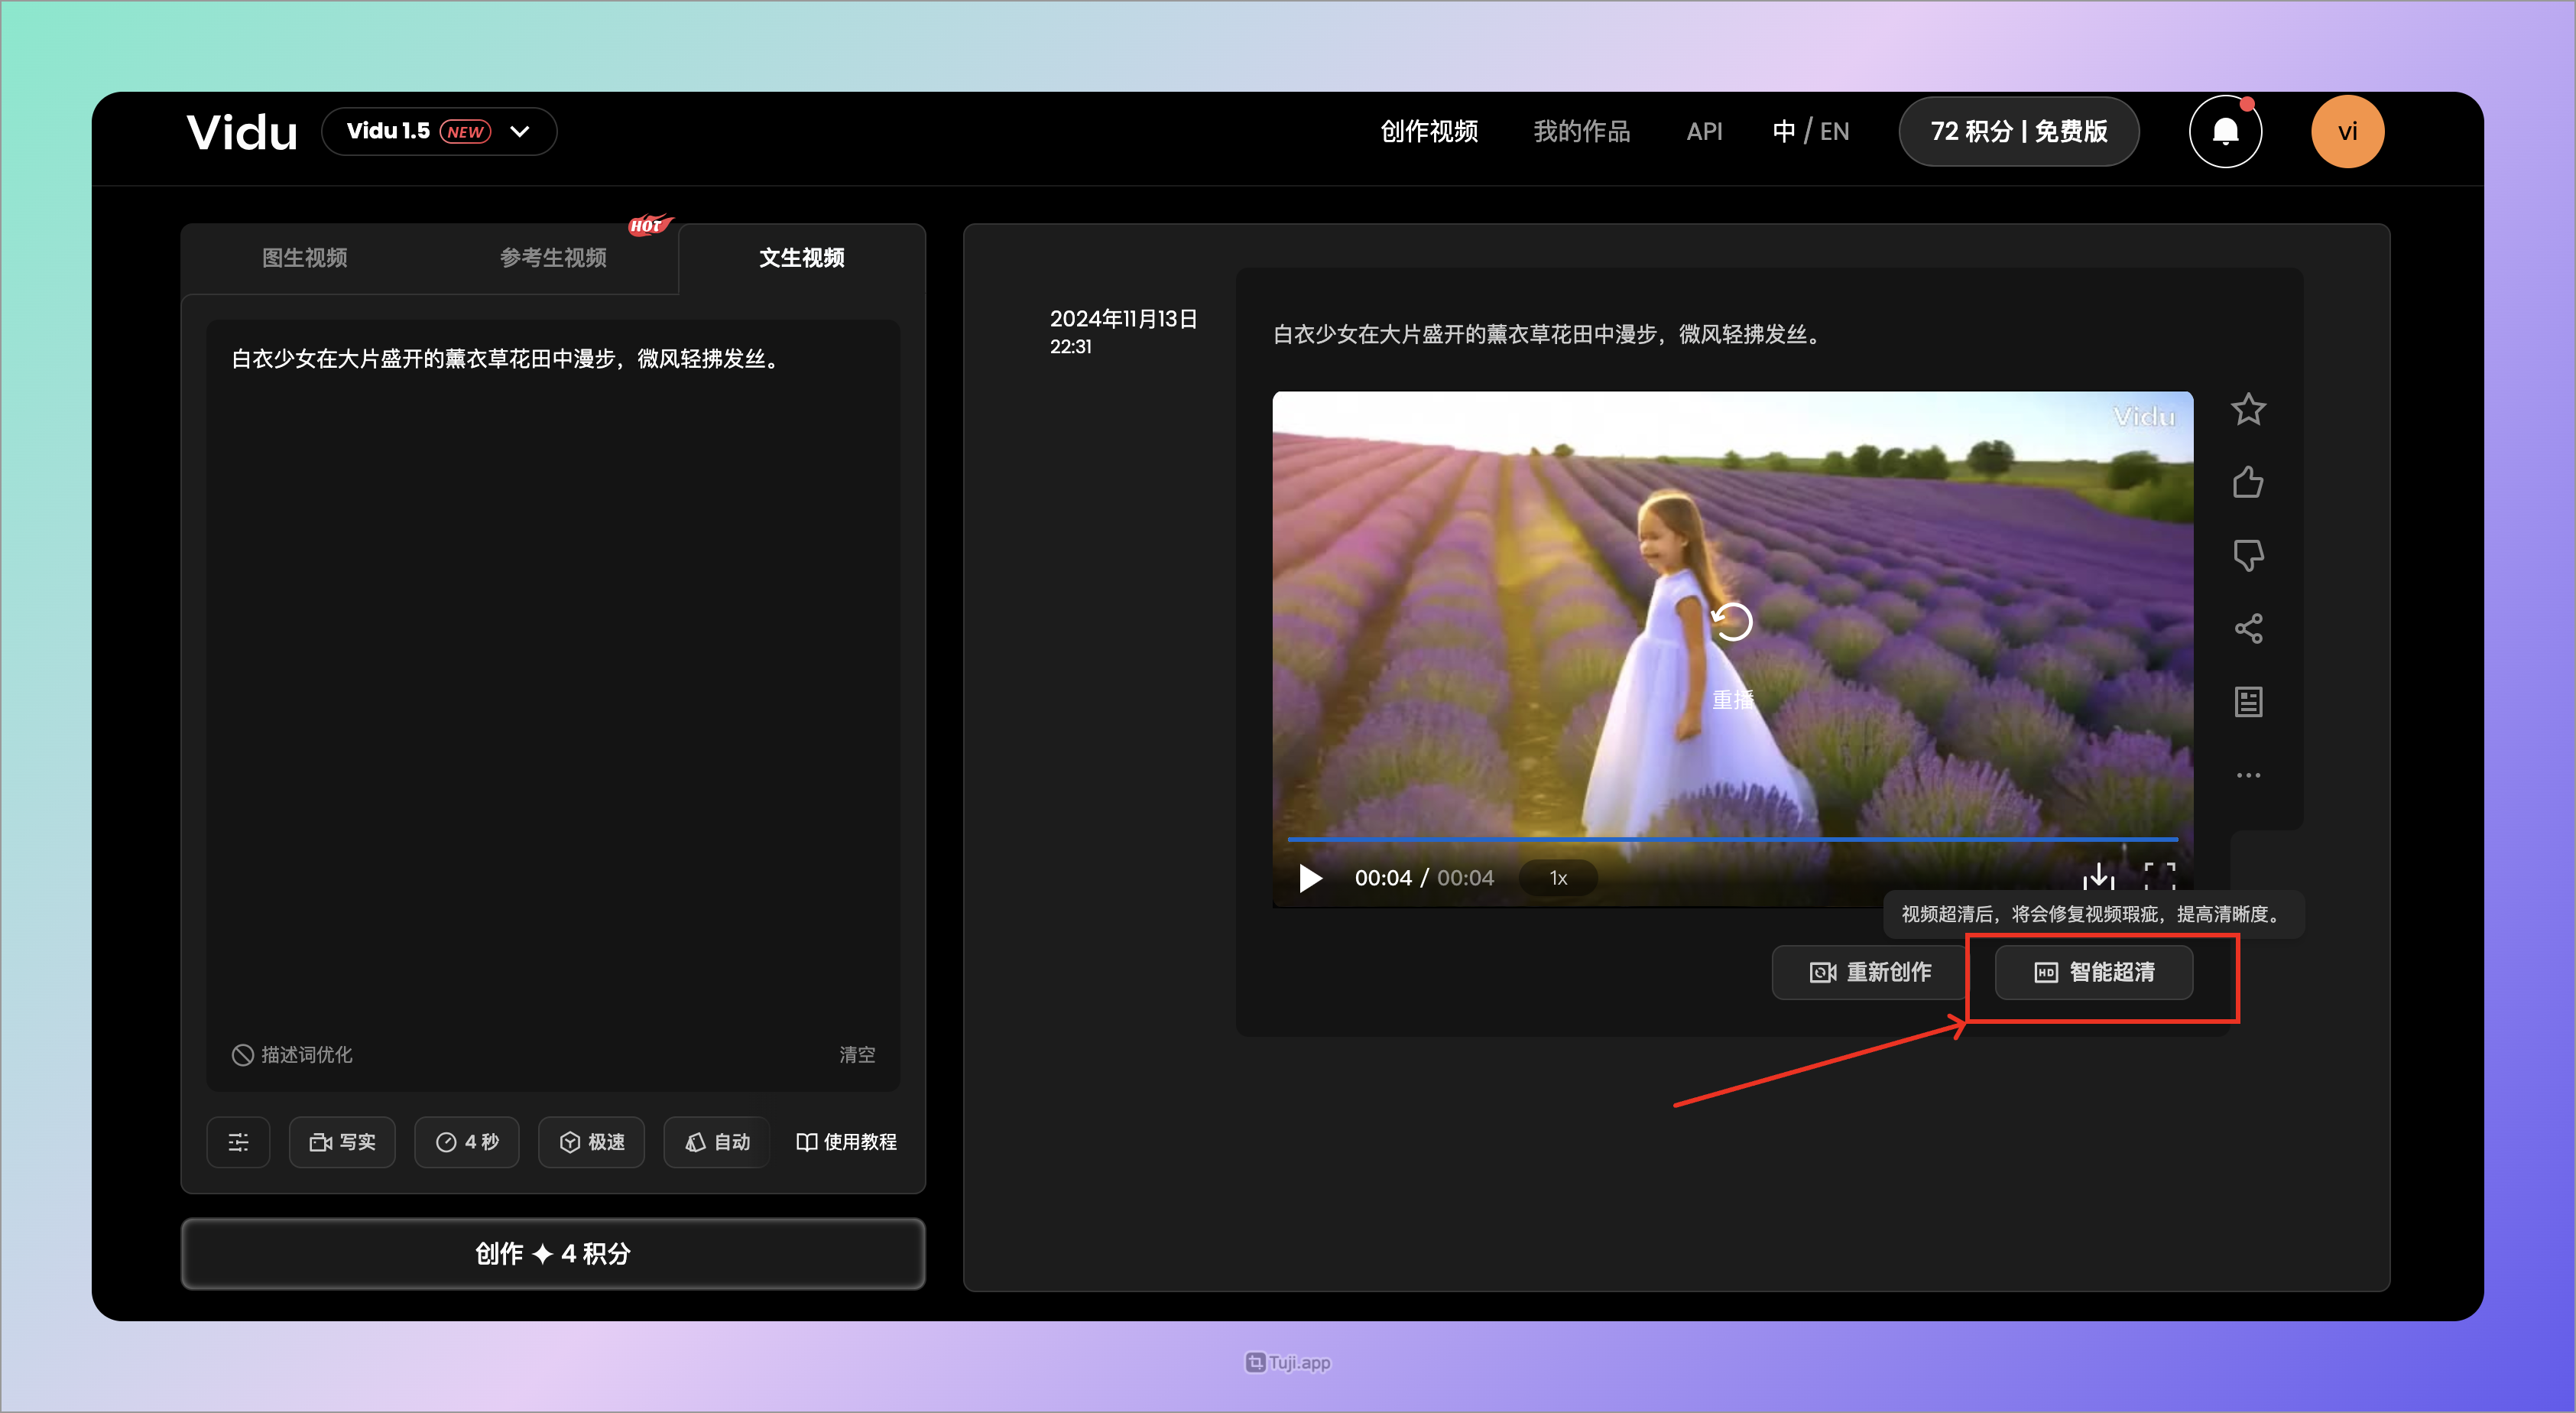 Vidu
Vidu 1.5 NEW
创作视频
我的作品
API
中 / EN
72 积分 | 免费版
vi
图生视频
参考生视频
HOT
文生视频
白衣少女在大片盛开的薰衣草花田中漫步，微风轻拂发丝。
描述词优化
清空
写实
4 秒
极速
自动
使用教程
创作 4 积分
2024年11月13日
22:31
白衣少女在大片盛开的薰衣草花田中漫步，微风轻拂发丝。
Vidu
重播
00:04 / 00:04
1x
视频超清后，将会修复视频瑕疵，提高清晰度。
重新创作
HD 智能超清
Tuji.app